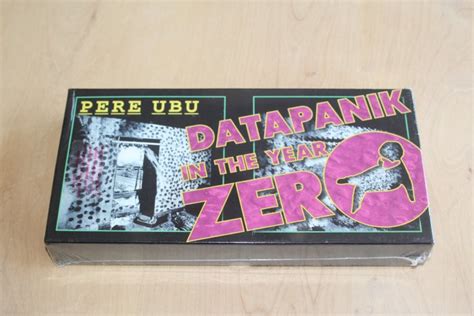 PERE UBU
DATAPANIK
IN THE YEAR
ZERO